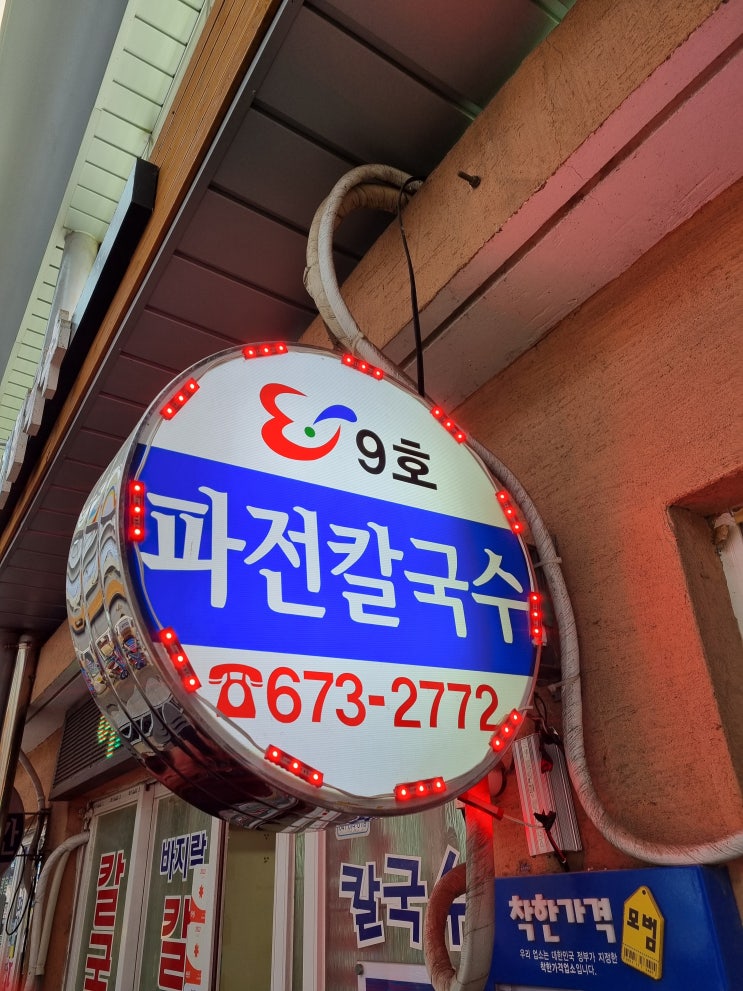 9호
파전칼국수
☎673-2772
칼국
바지락
칼
칼국수
착한가격
모범
우리 업소는 대한민국 정부가 지정한
착한가격업소입니다.